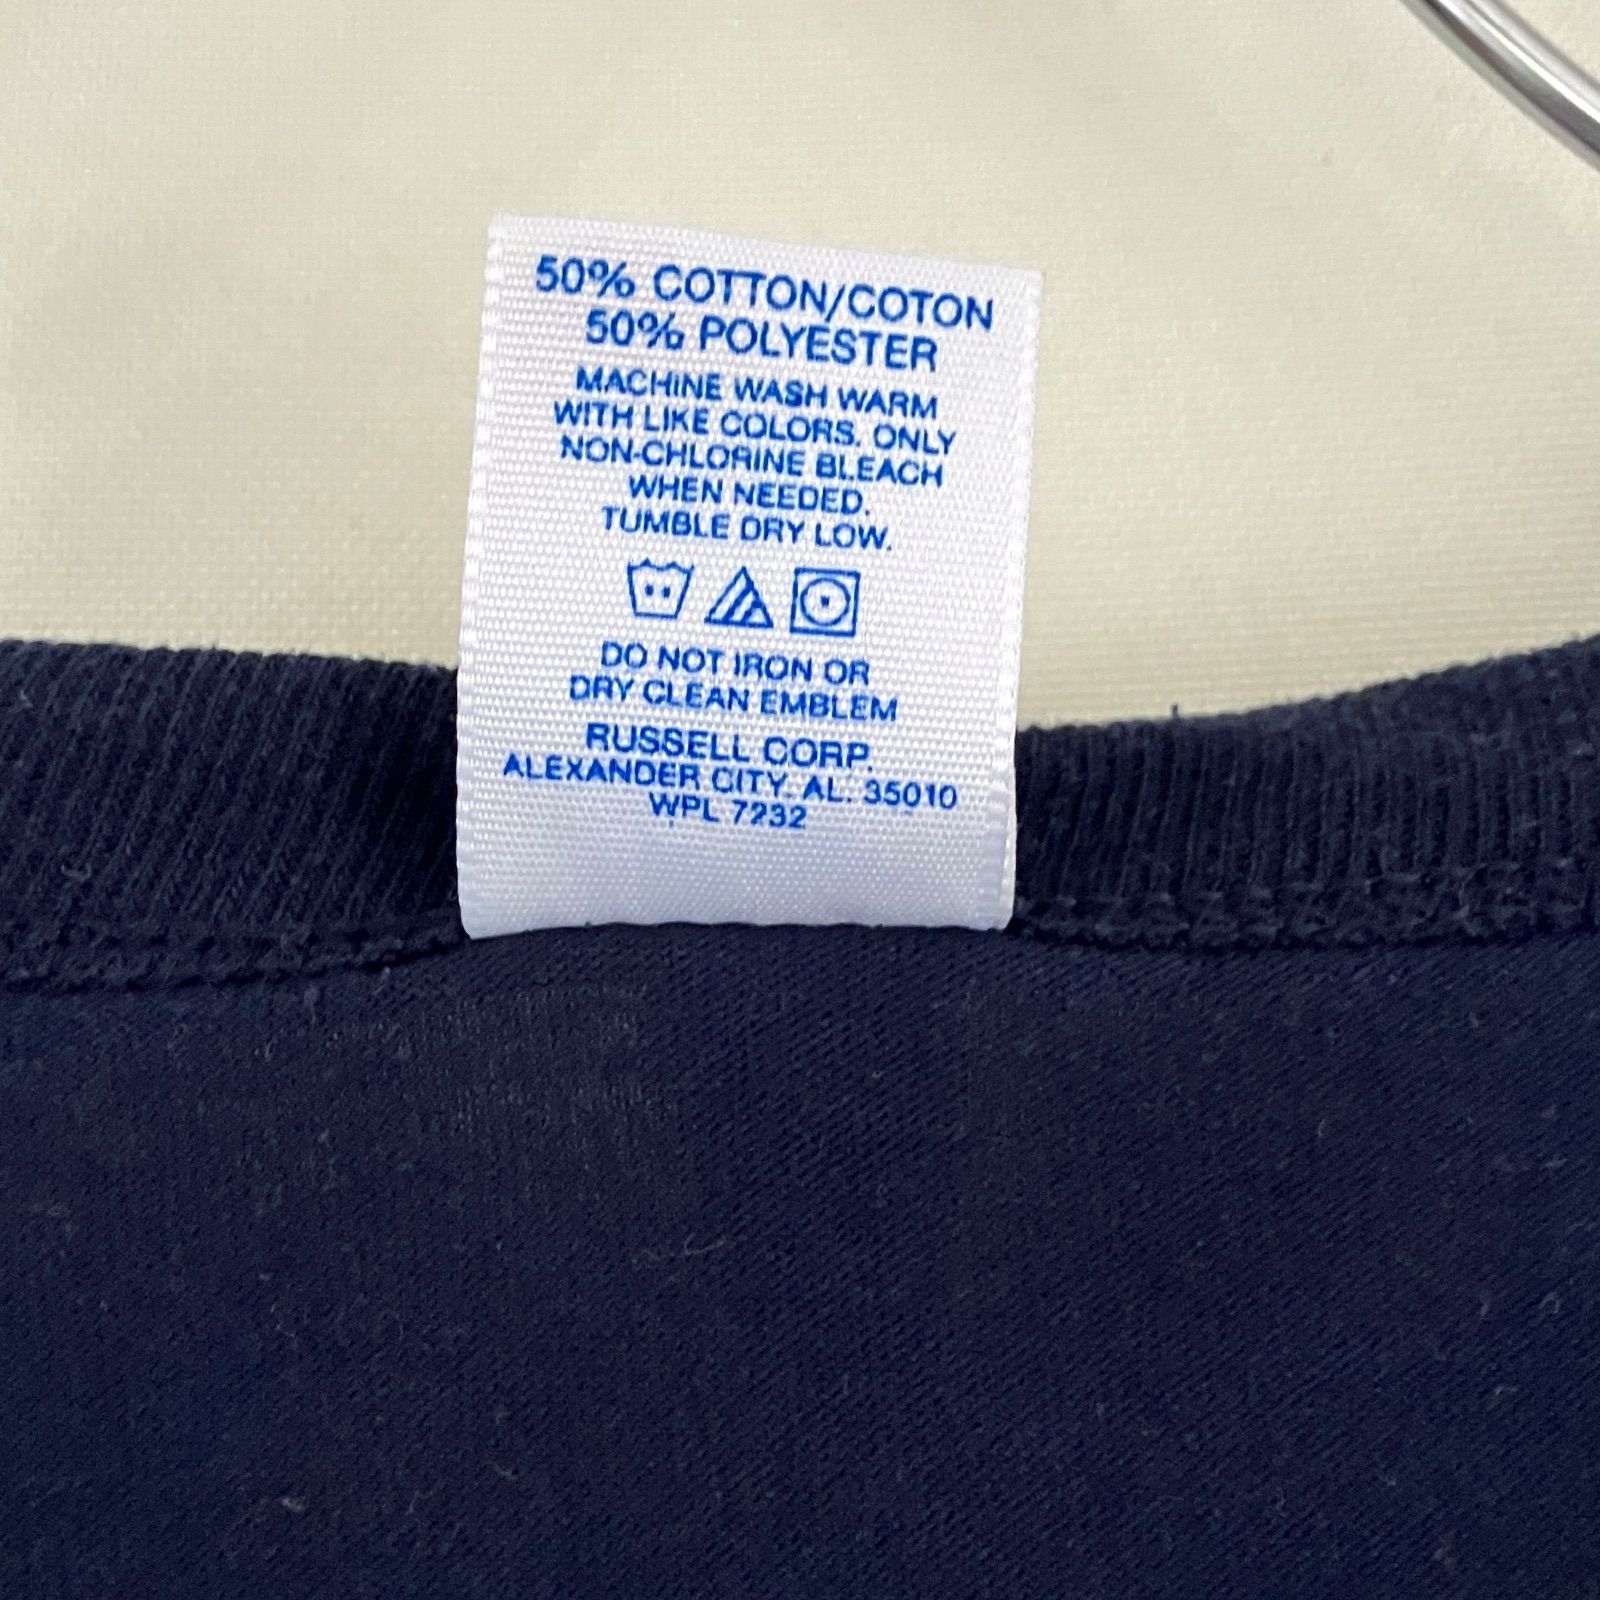 50% COTTON/COTON
50% POLYESTER
MACHINE WASH WARM
WITH LIKE COLORS. ONLY
NON-CHLORINE BLEACH
WHEN NEEDED.
TUMBLE DRY LOW.
DO NOT IRON OR
DRY CLEAN EMBLEM
RUSSELL CORP.
ALEXANDER CITY, AL. 35010
WPL 7232